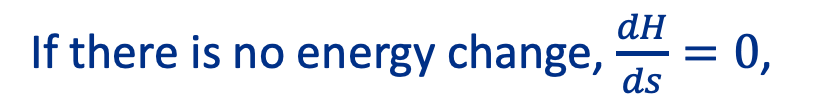 If there is no energy change, dH/ds = 0,